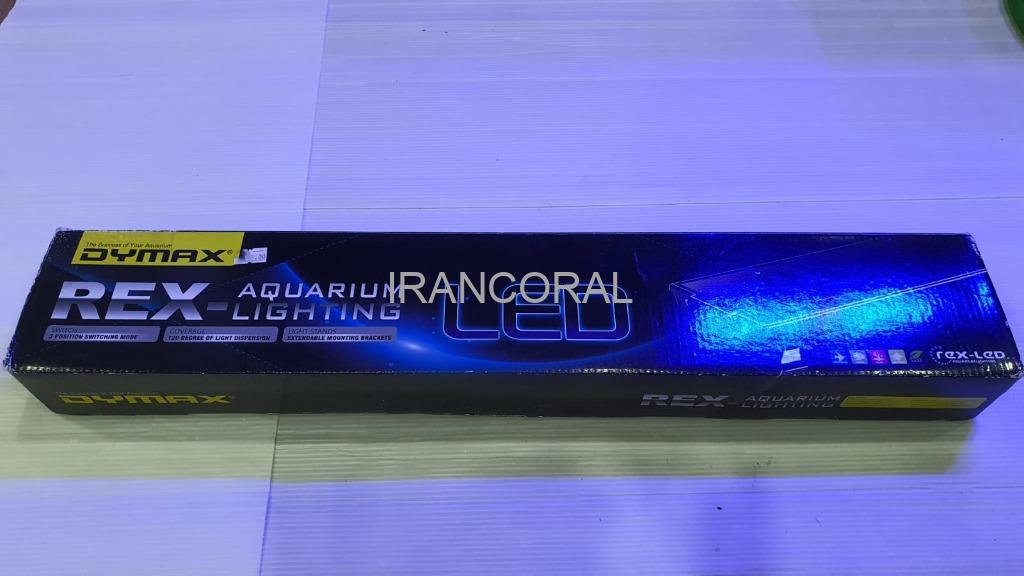 The Success of Your Aquarium
DYMAX®
REX-
AQUARIUM
LIGHTING
LED
IRANCORAL
SWITCH
3 POSITION SWITCHING MODE
COVERAGE
120 DEGREE OF LIGHT DISPERSION
LIGHT STANDS
EXTENDABLE MOUNTING BRACKETS
rex-LED
DYMAX
REX-
AQUARIUM
LIGHTING